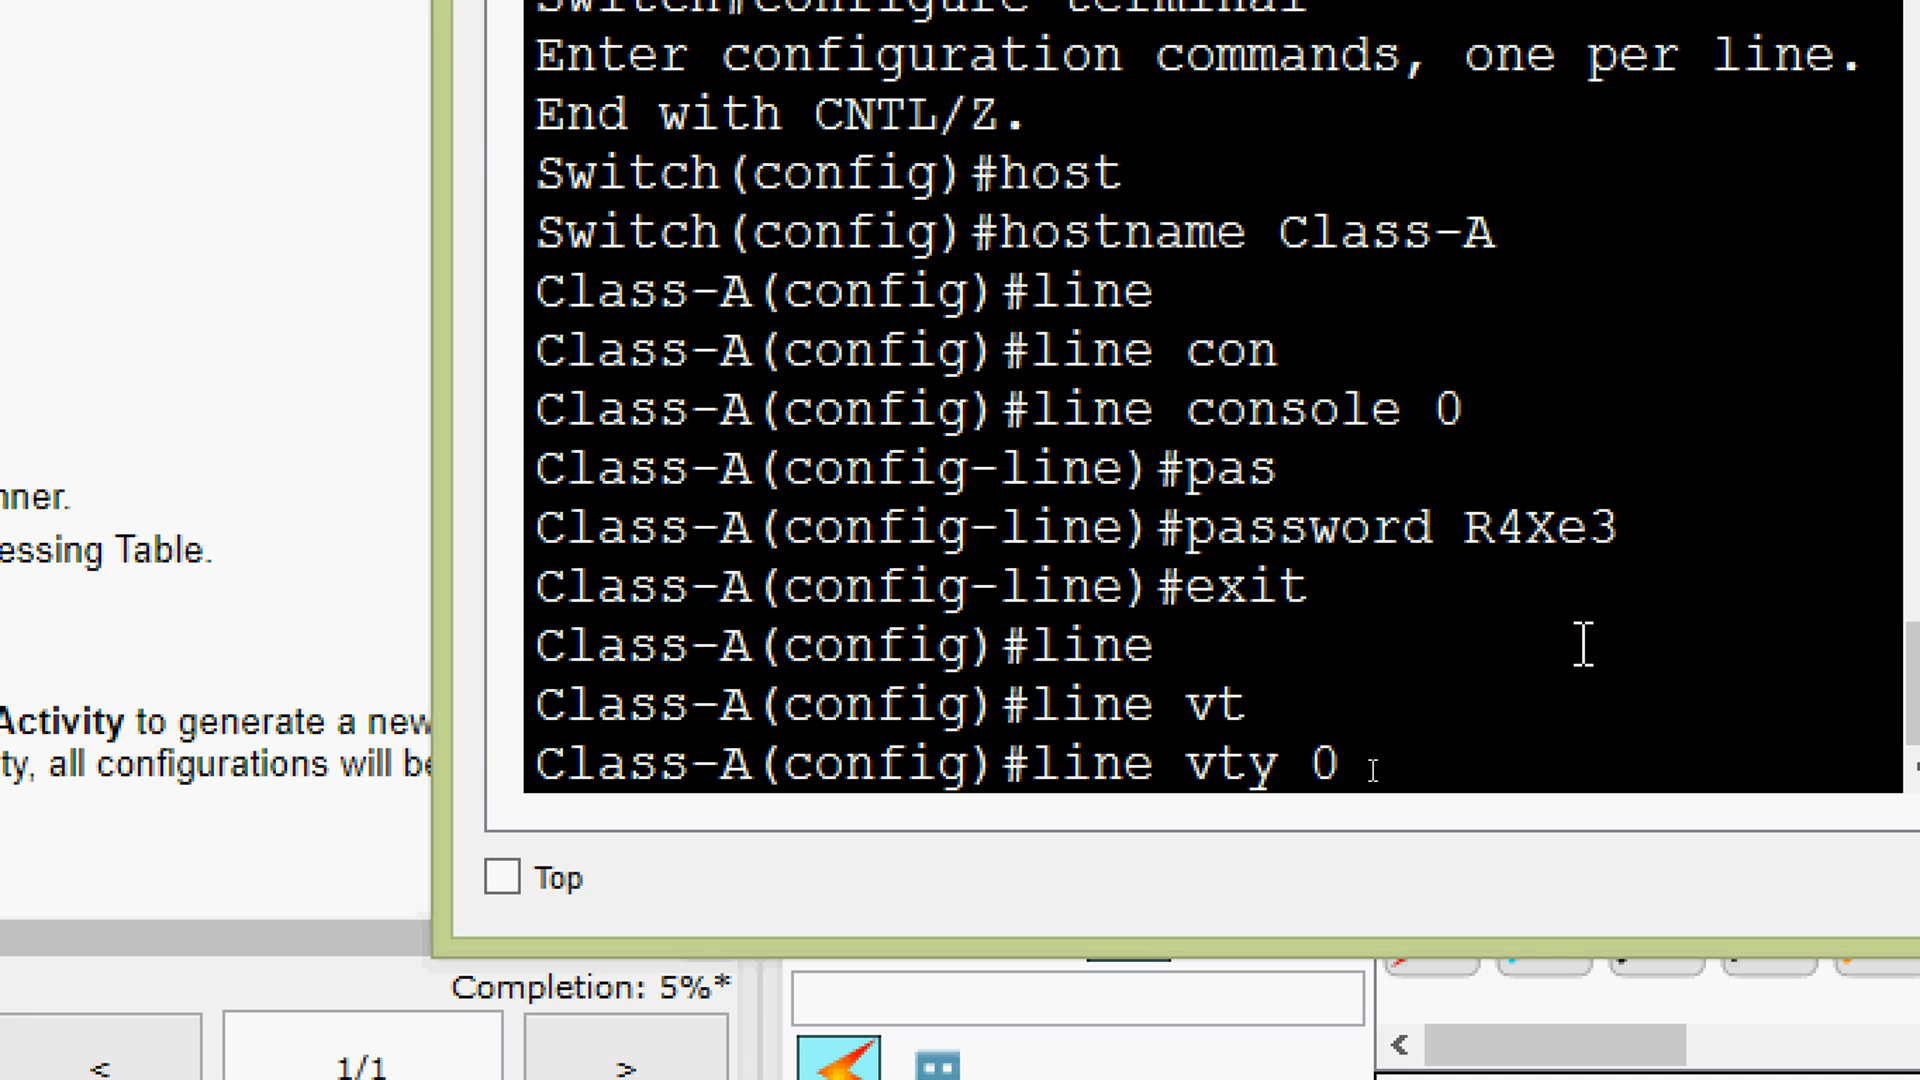 Switch#configure terminal
Enter configuration commands, one per line.
End with CNTL/Z.
Switch(config)#host
Switch(config)#hostname Class-A
Class-A(config)#line
Class-A(config)#line con
Class-A(config)#line console 0
Class-A(config-line)#pas
Class-A(config-line)#password R4Xe3
Class-A(config-line)#exit
Class-A(config)#line
Class-A(config)#line vt
Class-A(config)#line vty 0
nner.
essing Table.
Activity to generate a new
ty, all configurations will be
Top
Completion: 5%*
<
1/1
>
<